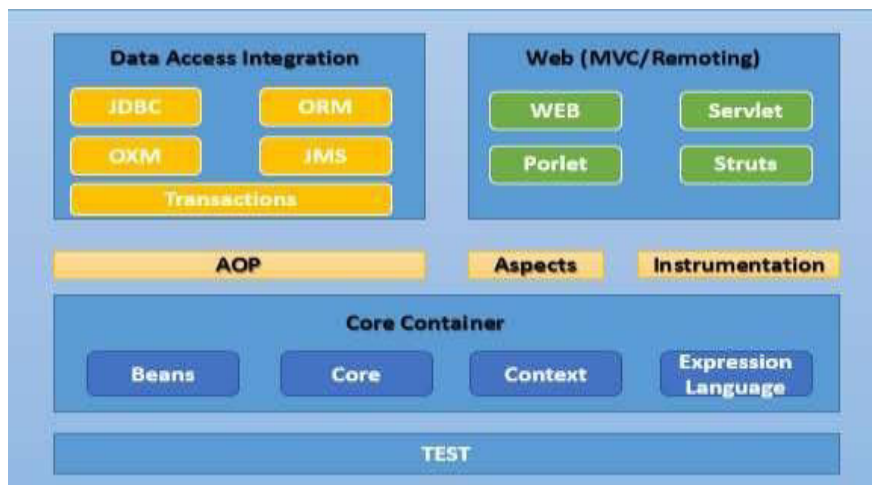 Data Access Integration
JDBC
ORM
OXM
JMS
Transactions
Web (MVC/Remoting)
WEB
Servlet
Porlet
Struts
AOP
Aspects
Instrumentation
Core Container
Beans
Core
Context
Expression
Language
TEST